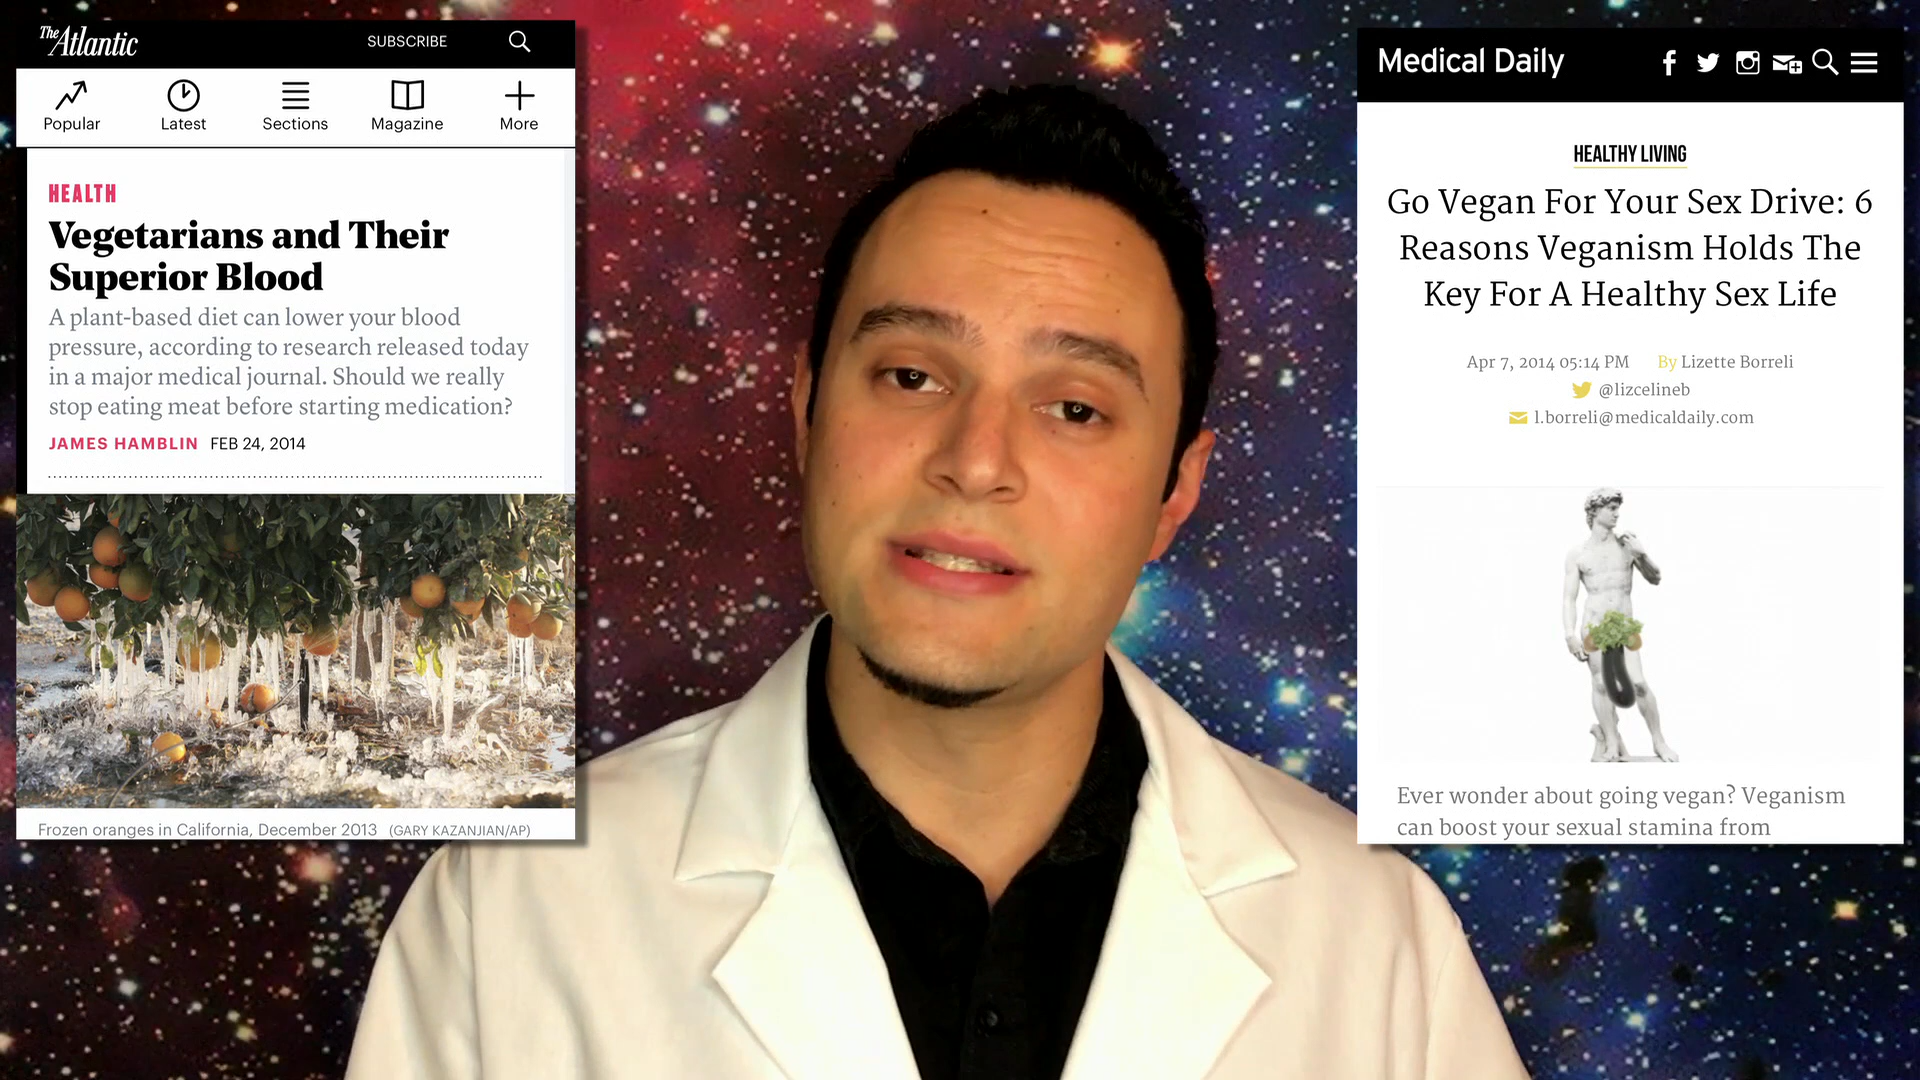 The Atlantic
SUBSCRIBE
Popular
Latest
Sections
Magazine
More
HEALTH
Vegetarians and Their
Superior Blood
A plant-based diet can lower your blood
pressure, according to research released today
in a major medical journal. Should we really
stop eating meat before starting medication?
JAMES HAMBLIN FEB 24, 2014
Frozen oranges in California, December 2013 (GARY KAZANJIAN/AP)
Medical Daily
HEALTHY LIVING
Go Vegan For Your Sex Drive: 6
Reasons Veganism Holds The
Key For A Healthy Sex Life
Apr 7, 2014 05:14 PM By Lizette Borreli
@lizcelineb
l.borreli@medicaldaily.com
Ever wonder about going vegan? Veganism
can boost your sexual stamina from